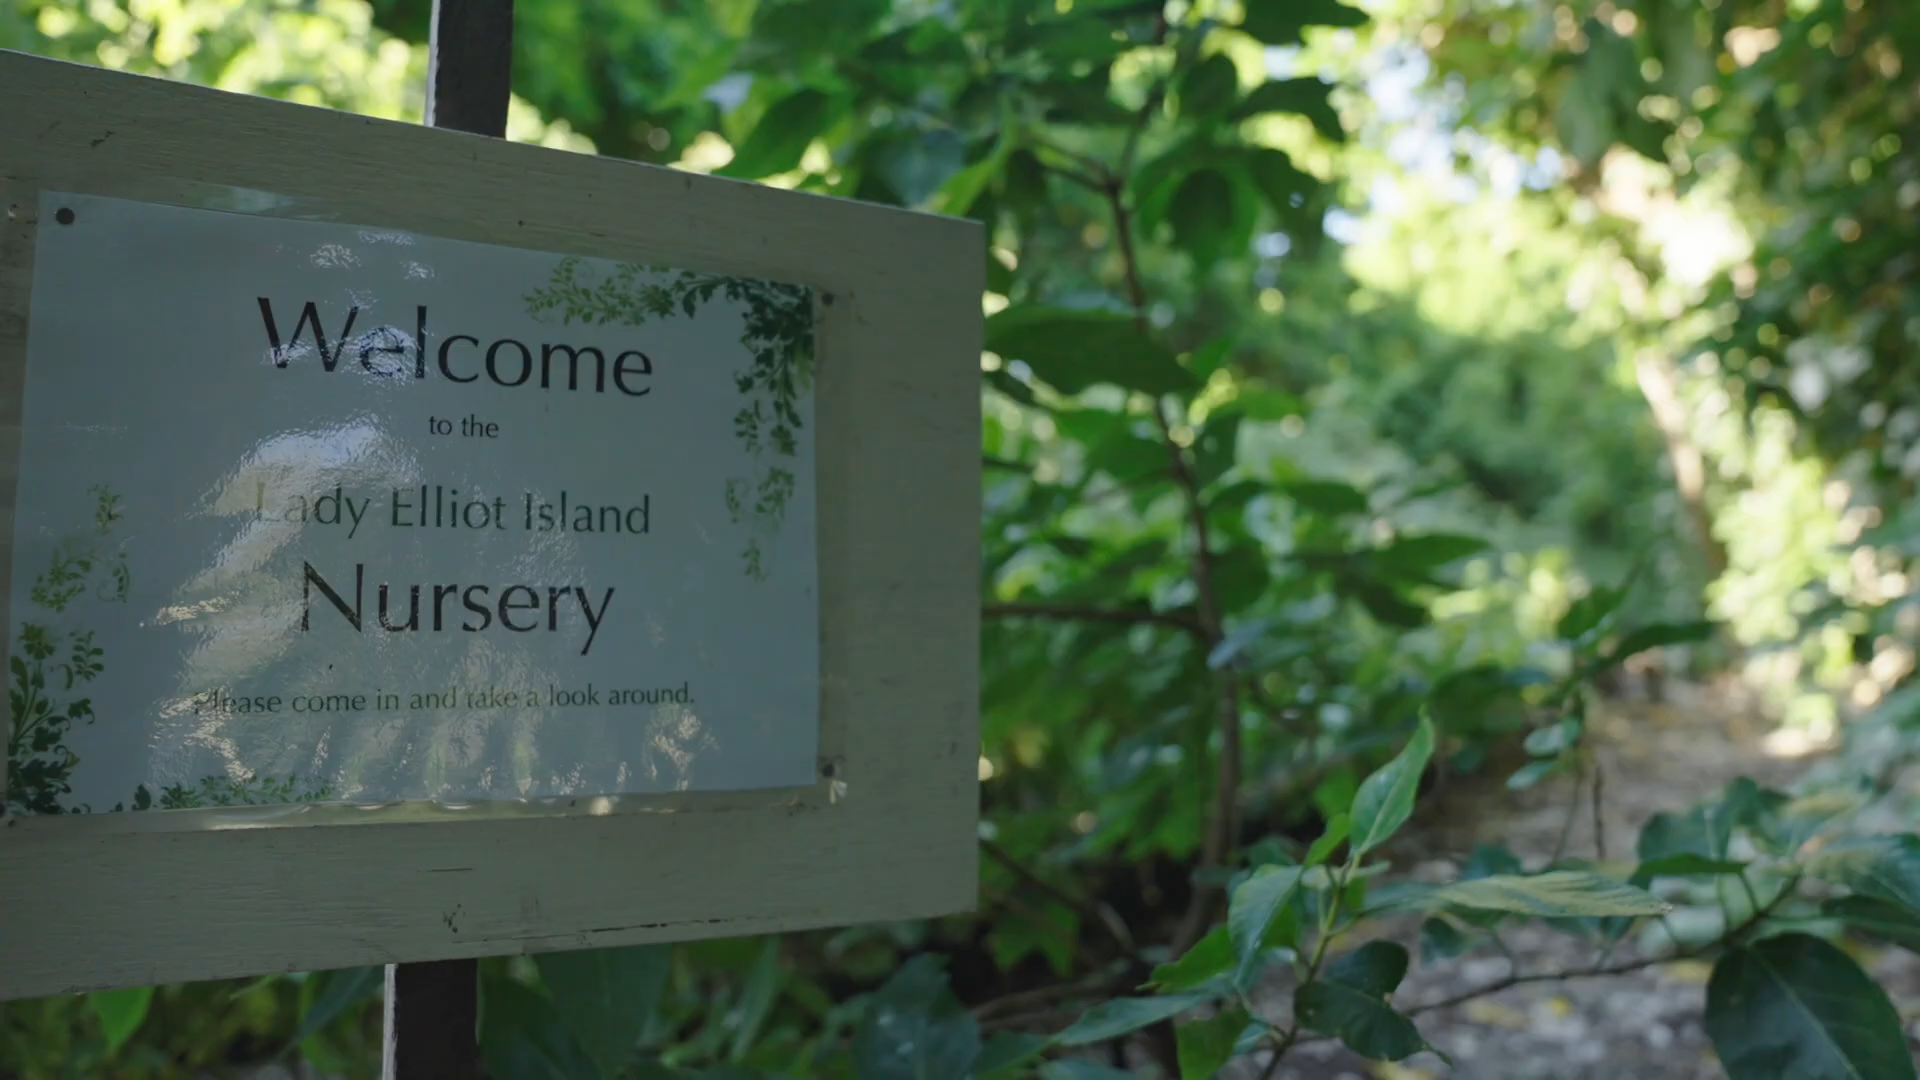 Welcome
to the
Lady Elliot Island
Nursery
Please come in and take a look around.